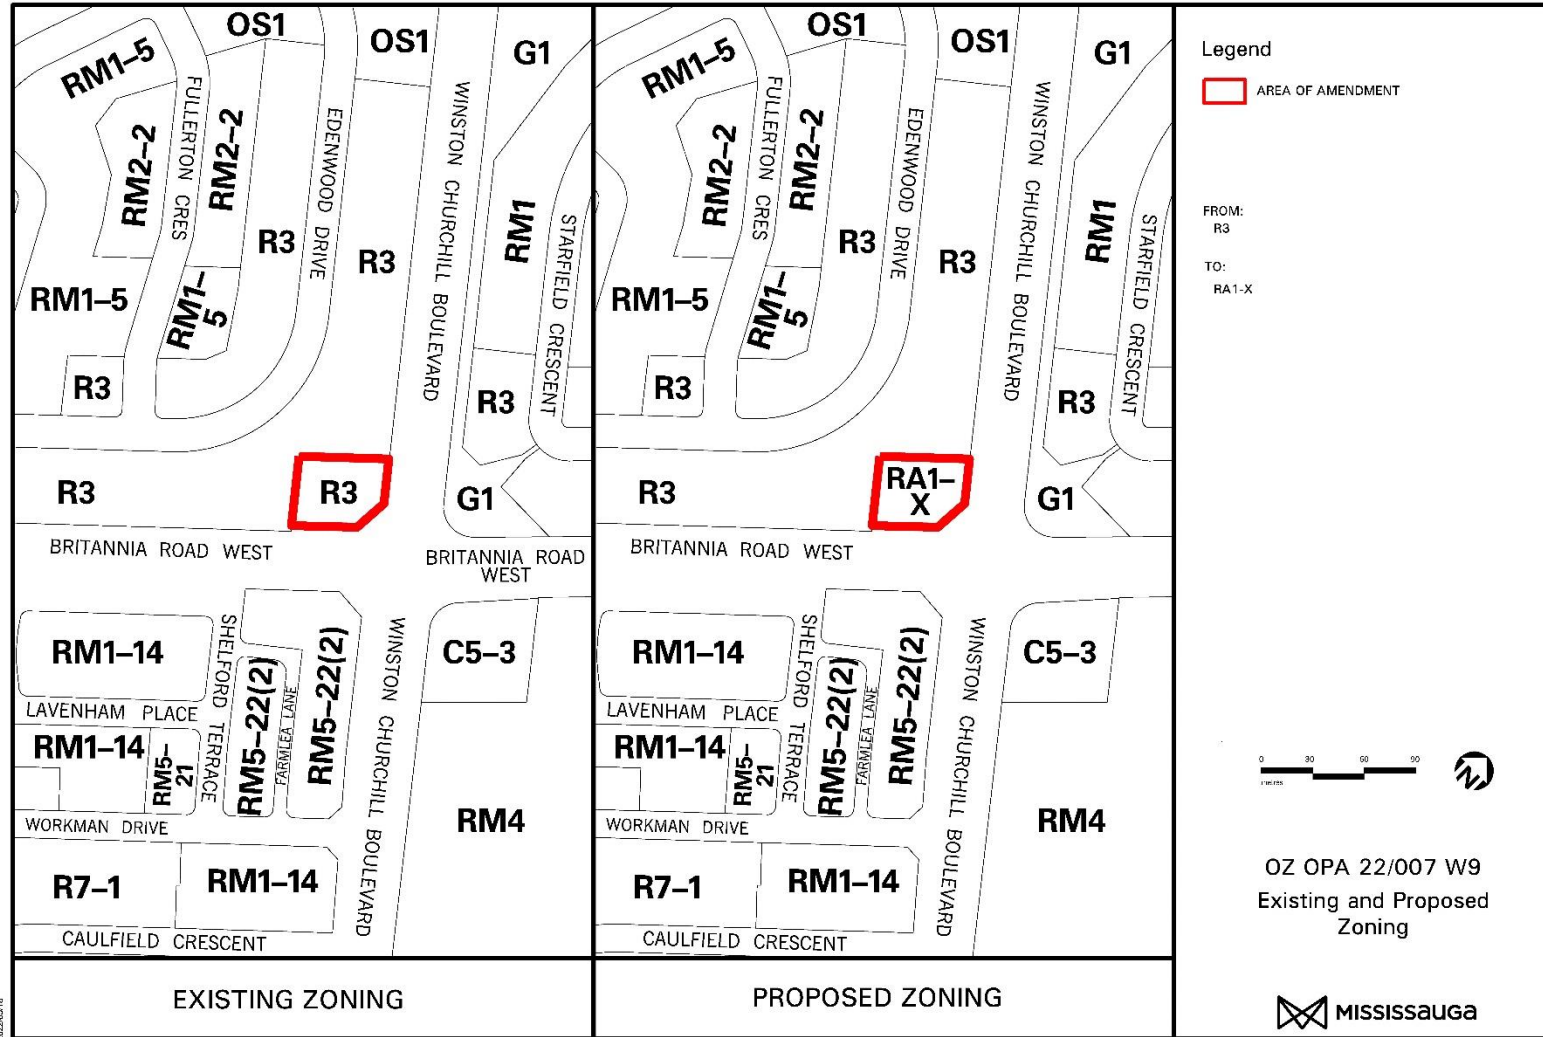 OS1
OS1
G1
RM1–5
FULLERTON CRES
RM2–2
RM2–2
EDENWOOD DRIVE
WINSTON CHURCHILL BOULEVARD
RM1
STARFIELD CRESCENT
R3
R3
RM1–5
RM1–
5
R3
R3
R3
R3
G1
BRITANNIA ROAD WEST
BRITANNIA ROAD
WEST
RM1–14
SHELFORD TERRACE
RM5–22(2)
FARMLEA LANE
RM5–22(2)
WINSTON CHURCHILL BOULEVARD
C5–3
LAVENHAM PLACE
RM1–14
RM5–
21
RM4
WORKMAN DRIVE
R7–1
RM1–14
CAULFIELD CRESCENT
EXISTING ZONING
OS1
OS1
G1
RM1–5
FULLERTON CRES
RM2–2
RM2–2
EDENWOOD DRIVE
WINSTON CHURCHILL BOULEVARD
RM1
STARFIELD CRESCENT
R3
R3
RM1–5
RM1–
5
R3
R3
R3
RA1–
X
G1
BRITANNIA ROAD WEST
RM1–14
SHELFORD TERRACE
RM5–22(2)
FARMLEA LANE
RM5–22(2)
WINSTON CHURCHILL BOULEVARD
C5–3
LAVENHAM PLACE
RM1–14
RM5–
21
RM4
WORKMAN DRIVE
R7–1
RM1–14
CAULFIELD CRESCENT
PROPOSED ZONING
Legend
AREA OF AMENDMENT
FROM:
R3
TO:
RA1-X
0 30 60 90
metres
N
OZ OPA 22/007 W9
Existing and Proposed
Zoning
MISSISSAUGA